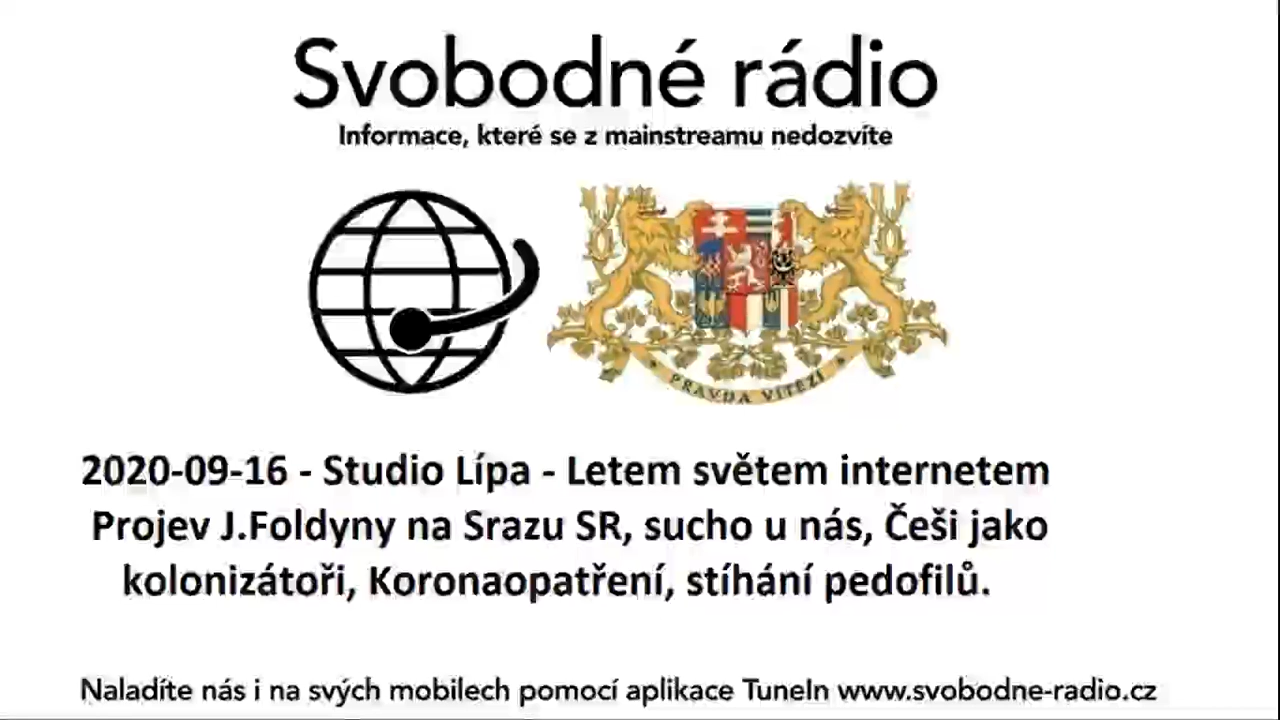 Svobodné rádio
Informace, které se z mainstreamu nedozvíte
PRAVDA VÍTĚZÍ
2020-09-16 - Studio Lípa - Letem světem internetem
Projev J.Foldyny na Srazu SR, sucho u nás, Češi jako
kolonizátoři, Koronaopatření, stíhání pedofilů.
Naladíte nás i na svých mobilech pomocí aplikace TuneIn www.svobodne-radio.cz